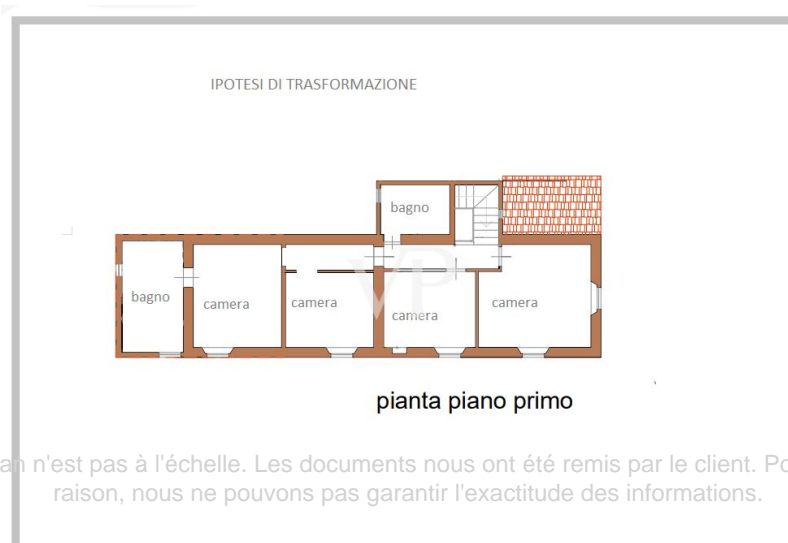 IPOTESI DI TRASFORMAZIONE
bagno
bagno
camera
camera
camera
camera
VP
pianta piano primo
n'est pas à l'échelle. Les documents nous ont été remis par le client.
raison, nous ne pouvons pas garantir l'exactitude des informations.